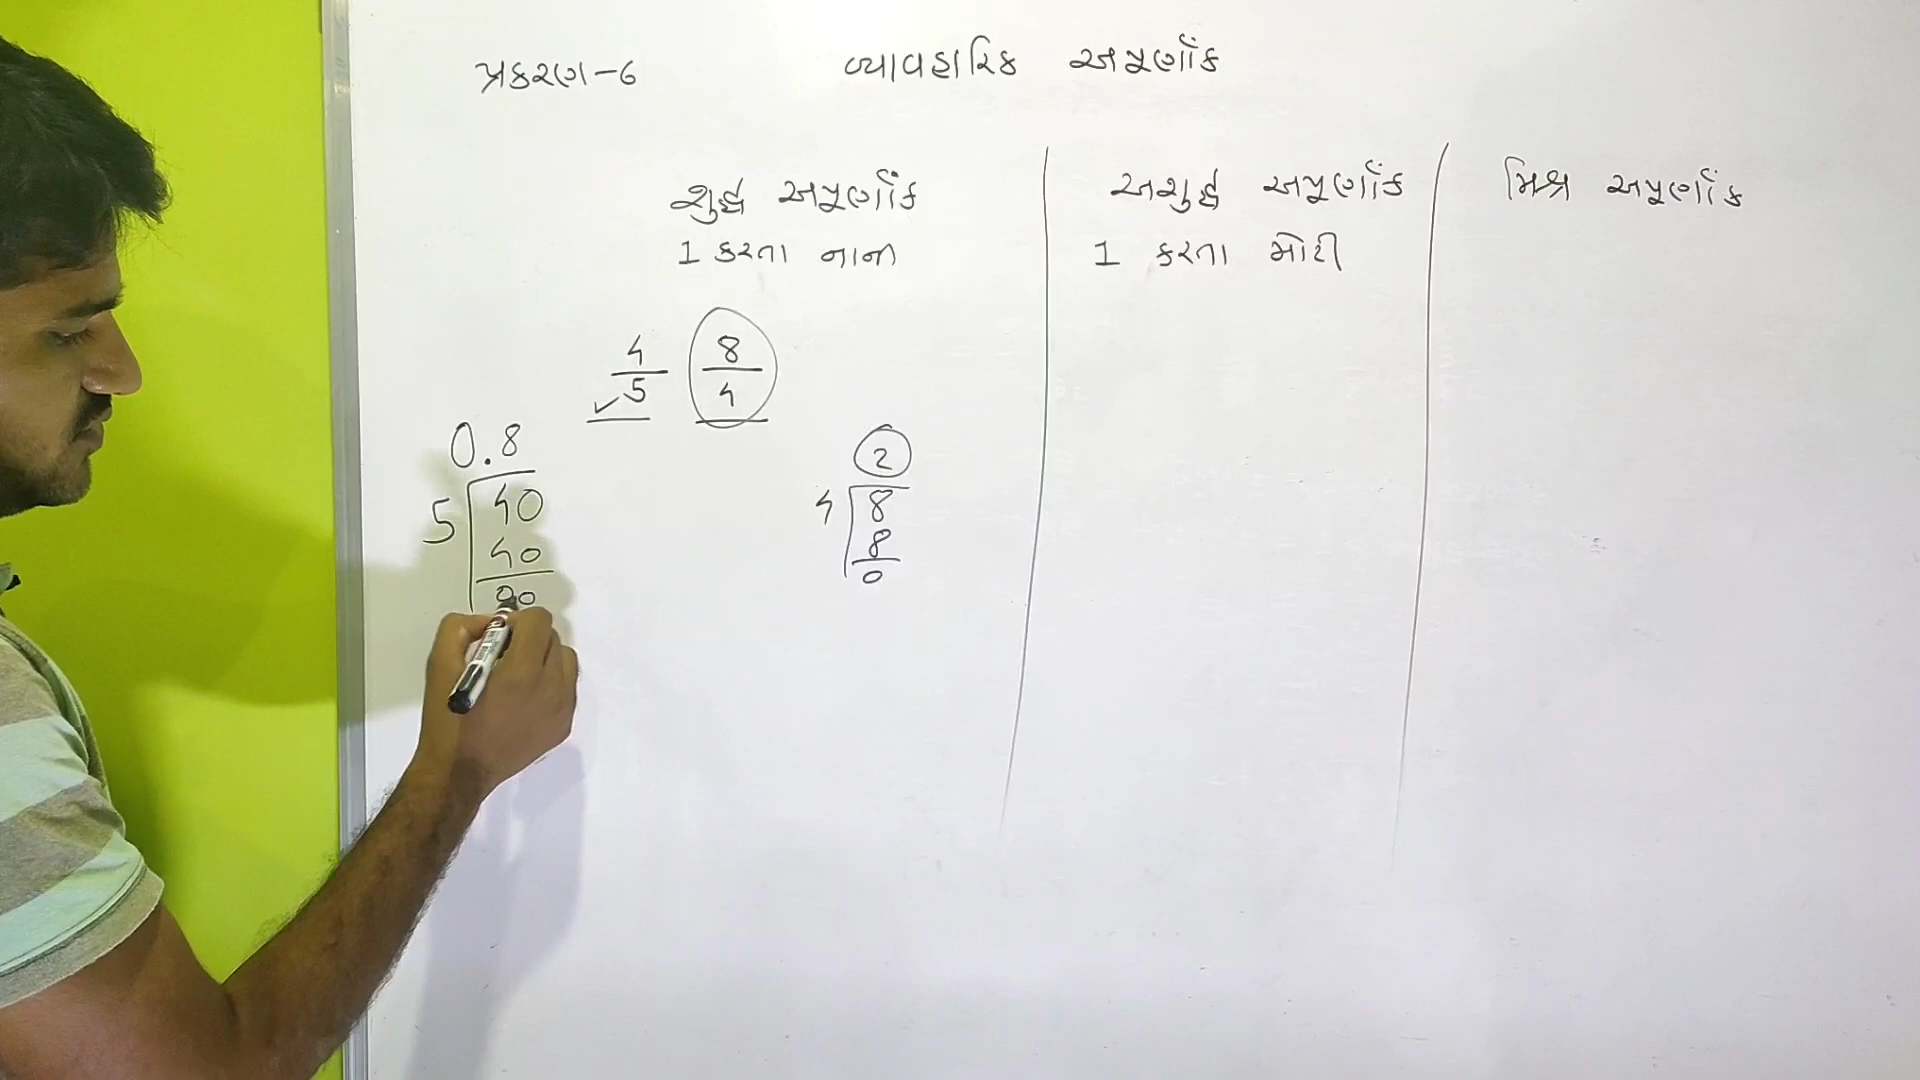 પ્રકરણ-6 વ્યાવહારિક અપૂર્ણાંક
શુદ્ધ અપૂર્ણાંક
1 કરતા નાની
અશુદ્ધ અપૂર્ણાંક
1 કરતા મોટી
મિશ્ર અપૂર્ણાંક
4 8
5 4
0.8
5 40
40
00
2
4 8
8
0